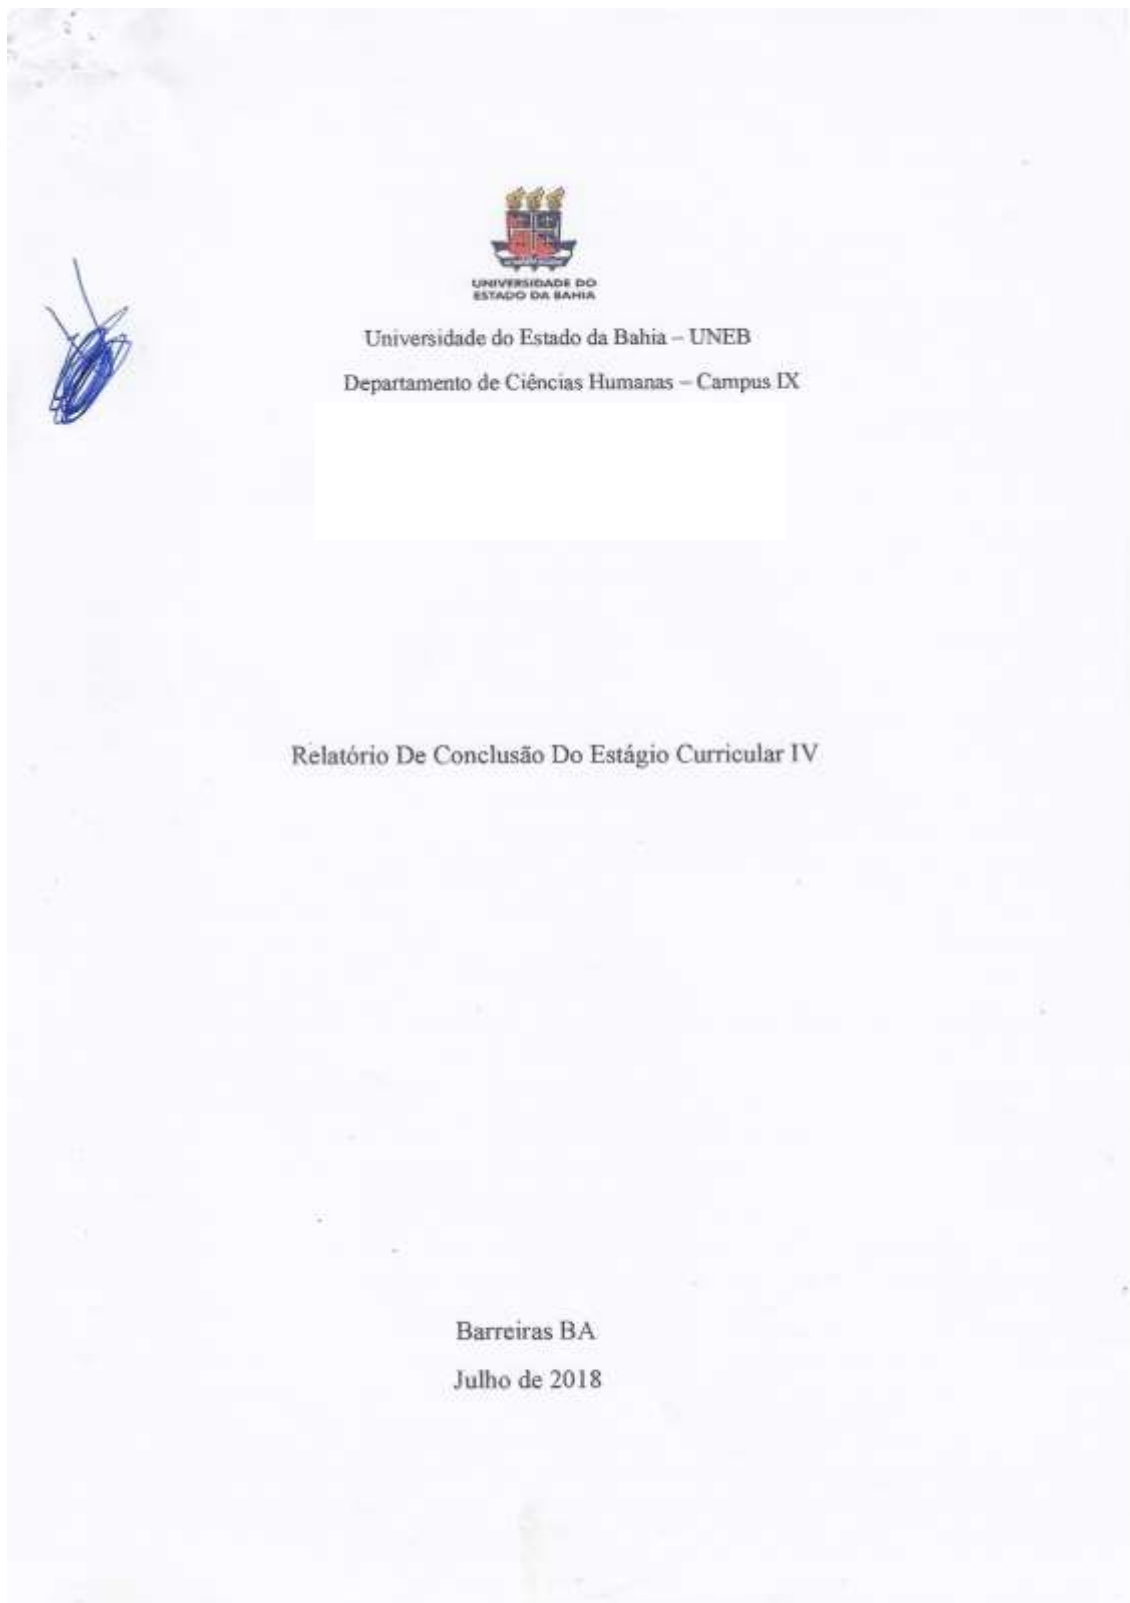 UNIVERSIDADE DO
ESTADO DA BAHIA
Universidade do Estado da Bahia – UNEB
Departamento de Ciências Humanas – Campus IX
Relatório De Conclusão Do Estágio Curricular IV
Barreiras BA
Julho de 2018